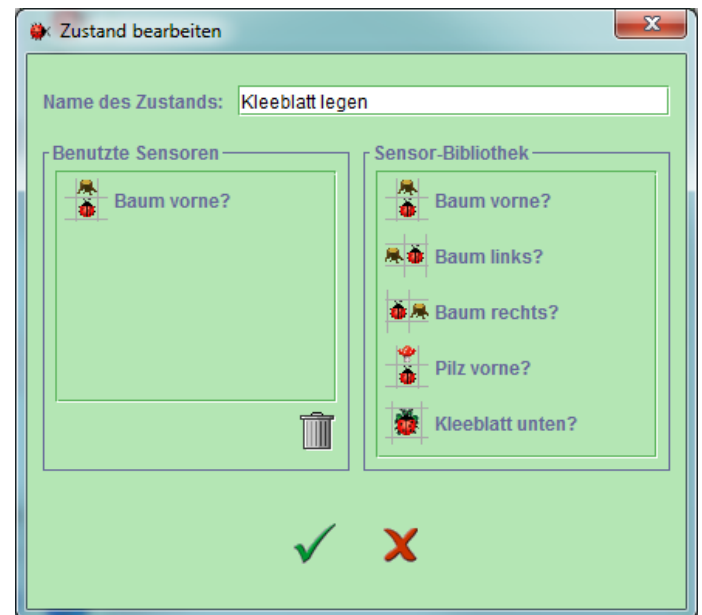 Zustand bearbeiten
Name des Zustands: Kleeblatt legen
Benutzte Sensoren
Baum vorne?
Sensor-Bibliothek
Baum vorne?
Baum links?
Baum rechts?
Pilz vorne?
Kleeblatt unten?